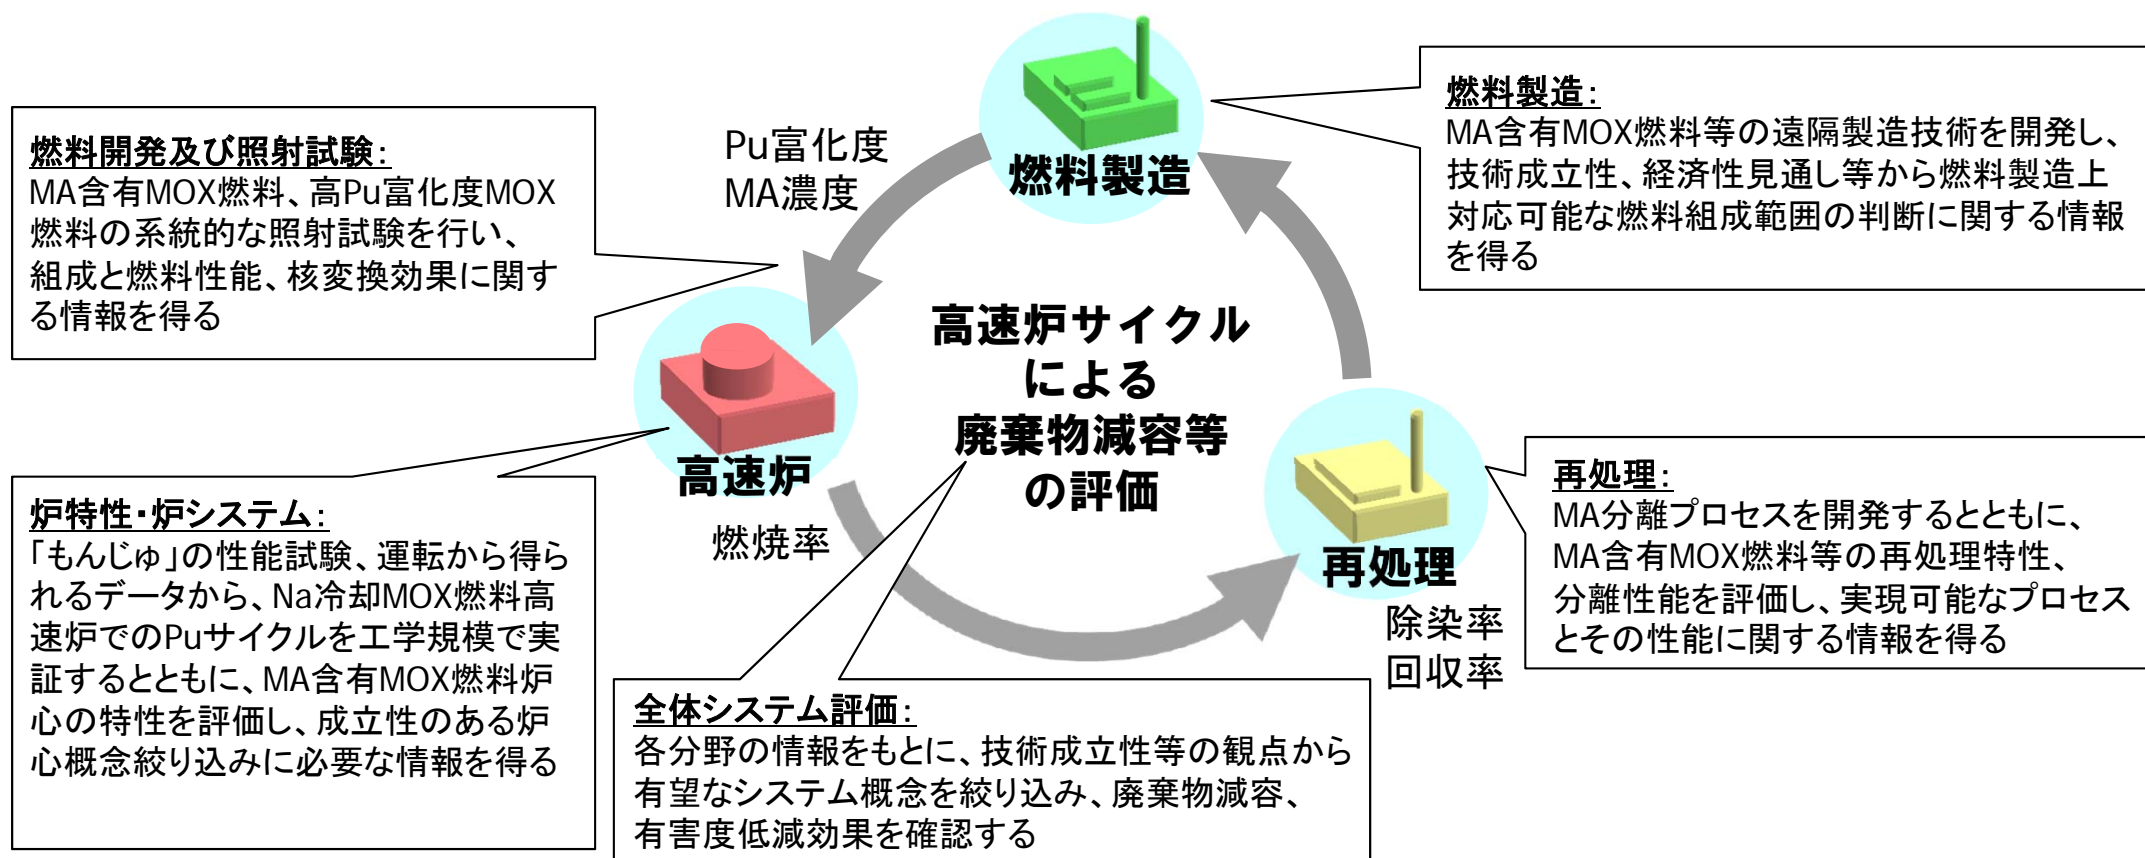 燃料製造
Pu富化度
MA濃度
燃料製造：
MA含有MOX燃料等の遠隔製造技術を開発し、
技術成立性、経済性見通し等から燃料製造上
対応可能な燃料組成範囲の判断に関する情報
を得る
燃料開発及び照射試験：
MA含有MOX燃料、高Pu富化度MOX
燃料の系統的な照射試験を行い、
組成と燃料性能、核変換効果に関す
る情報を得る
高速炉サイクル
による
廃棄物減容等
の評価
高速炉
燃焼率
再処理
除染率
回収率
再処理：
MA分離プロセスを開発するとともに、
MA含有MOX燃料等の再処理特性、
分離性能を評価し、実現可能なプロセス
とその性能に関する情報を得る
炉特性・炉システム：
「もんじゅ」の性能試験、運転から得ら
れるデータから、Na冷却MOX燃料高
速炉でのPuサイクルを工学規模で実
証するとともに、MA含有MOX燃料炉
心の特性を評価し、成立性のある炉
心概念絞り込みに必要な情報を得る
全体システム評価：
各分野の情報をもとに、技術成立性等の観点から
有望なシステム概念を絞り込み、廃棄物減容、
有害度低減効果を確認する